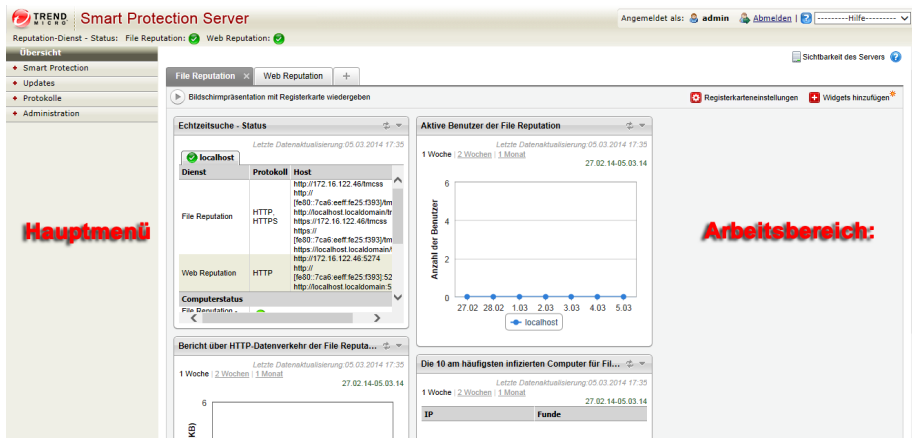 TREND MICRO Smart Protection Server
Angemeldet als: admin Abmelden | ---------Hilfe---------
Reputation-Dienst - Status: File Reputation: Web Reputation:
Übersicht
Smart Protection
Updates
Protokolle
Administration
Sichtbarkeit des Servers
File Reputation × Web Reputation +
Bildschirmpräsentation mit Registerkarte wiedergeben
Registerkarteneinstellungen Widgets hinzufügen
Hauptmenü
Arbeitsbereich:
Echtzeitsuche - Status
Letzte Datenaktualisierung:05.03.2014 17:35
localhost
Dienst Protokoll Host
File Reputation
HTTP,
HTTPS
http://172.16.122.46/tmcss
http://
[fe80::7ca6:eeff:fe25:f393]/tm
http://localhost.localdomain/tr
https://172.16.122.46/tmcss
https://
[fe80::7ca6:eeff:fe25:f393]/tm
https://localhost.localdomain/
Web Reputation
HTTP
http://172.16.122.46:5274
http://
[fe80::7ca6:eeff:fe25:f393]:52
http://localhost.localdomain:5
Computerstatus
File Reputation -
Aktive Benutzer der File Reputation
Letzte Datenaktualisierung:05.03.2014 17:35
1 Woche | 2 Wochen | 1 Monat
27.02.14-05.03.14
Anzahl der Benutzer
6
4
2
0
27.02 28.02 1.03 2.03 3.03 4.03 5.03
localhost
Bericht über HTTP-Datenverkehr der File Reputa...
Letzte Datenaktualisierung:05.03.2014 17:35
1 Woche | 2 Wochen | 1 Monat
27.02.14-05.03.14
6
KB)
Die 10 am häufigsten infizierten Computer für Fil...
Letzte Datenaktualisierung:05.03.2014 17:35
1 Woche | 2 Wochen | 1 Monat
27.02.14-05.03.14
IP Funde